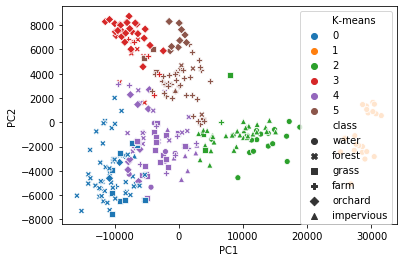 K-means
0
1
2
3
4
5
class
water
forest
grass
farm
orchard
impervious
8000
6000
4000
2000
0
−2000
−4000
−6000
−8000
PC2
−10000
0
10000
20000
30000
PC1